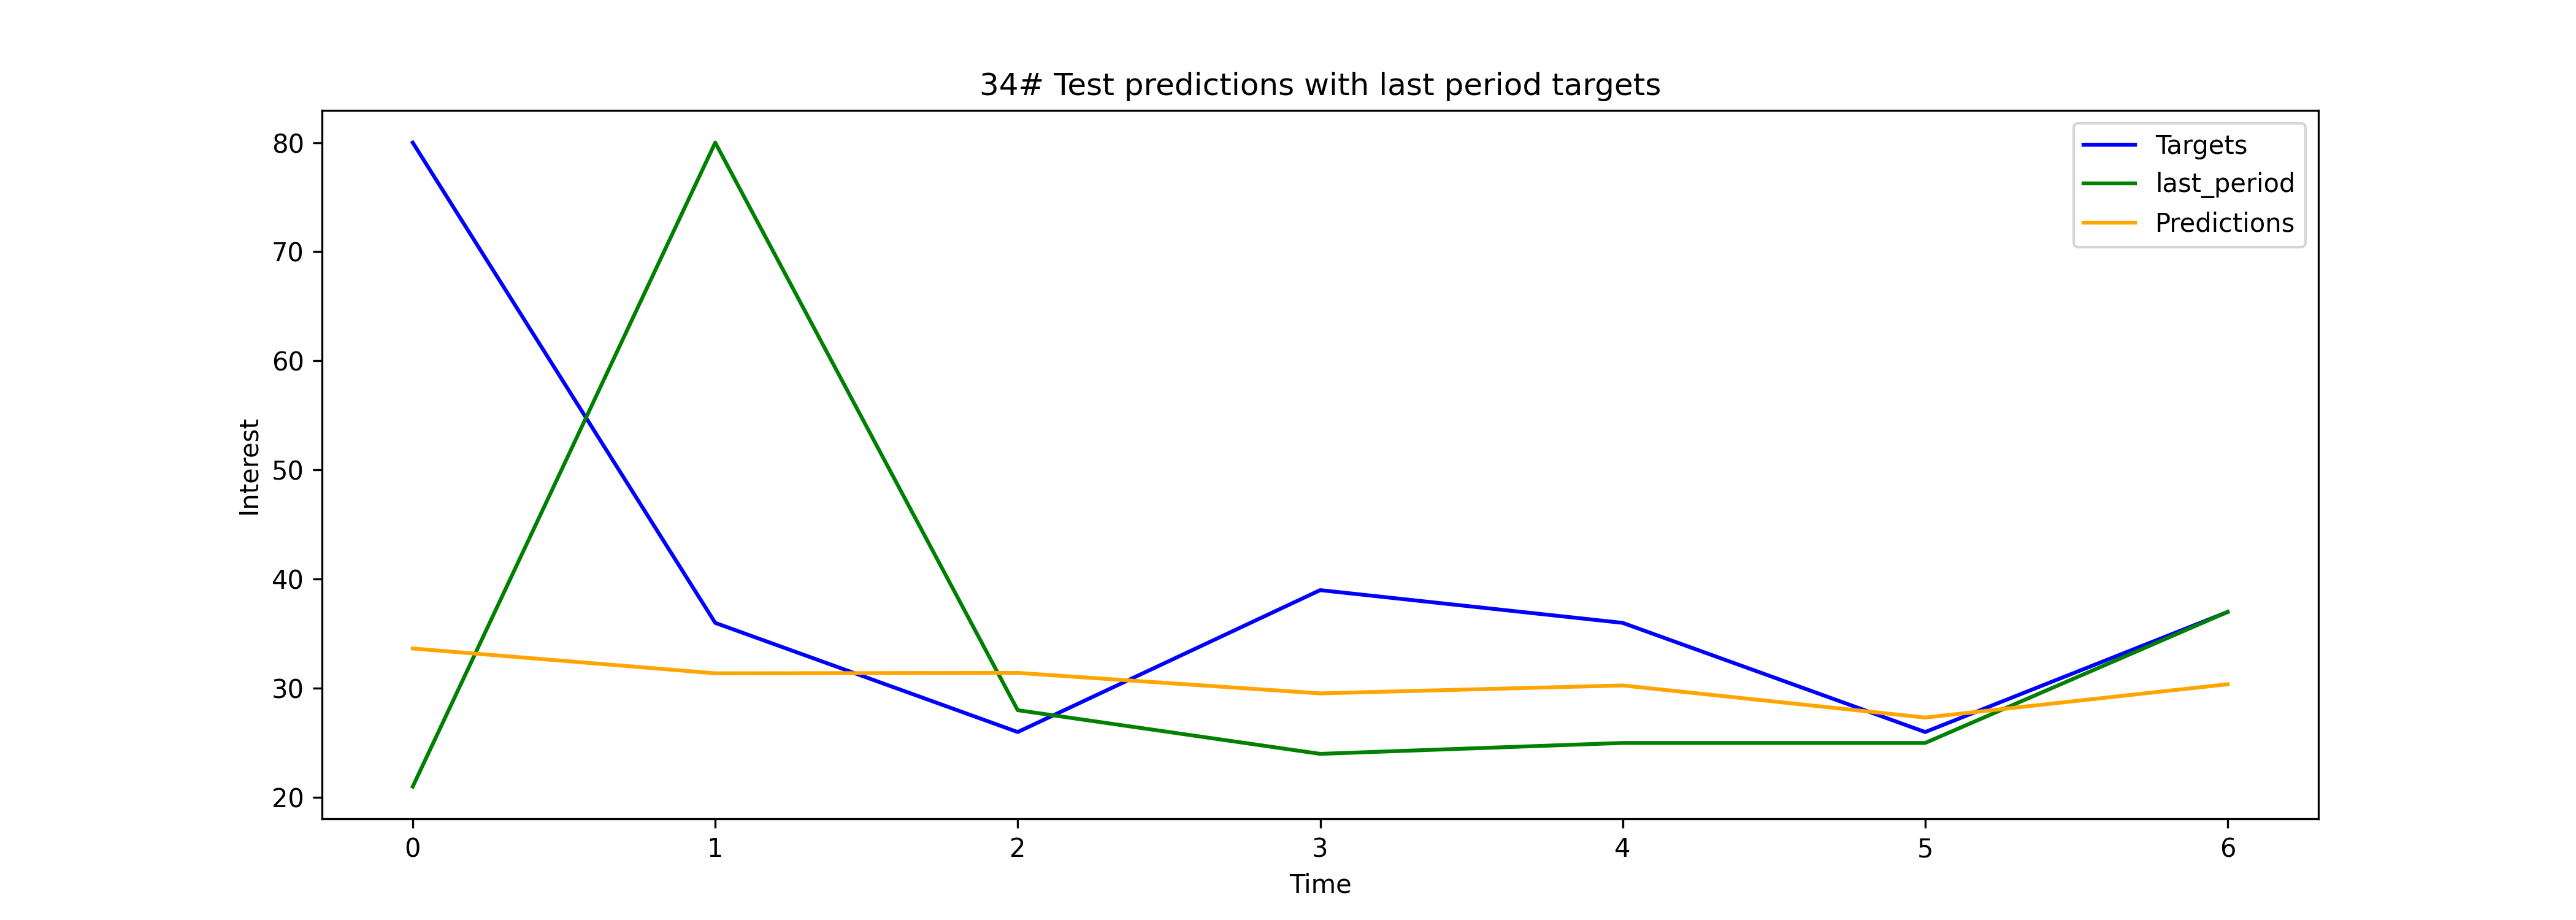 34# Test predictions with last period targets
Targets
last_period
Predictions
80
70
60
50
40
30
20
Interest
0 1 2 3 4 5 6
Time